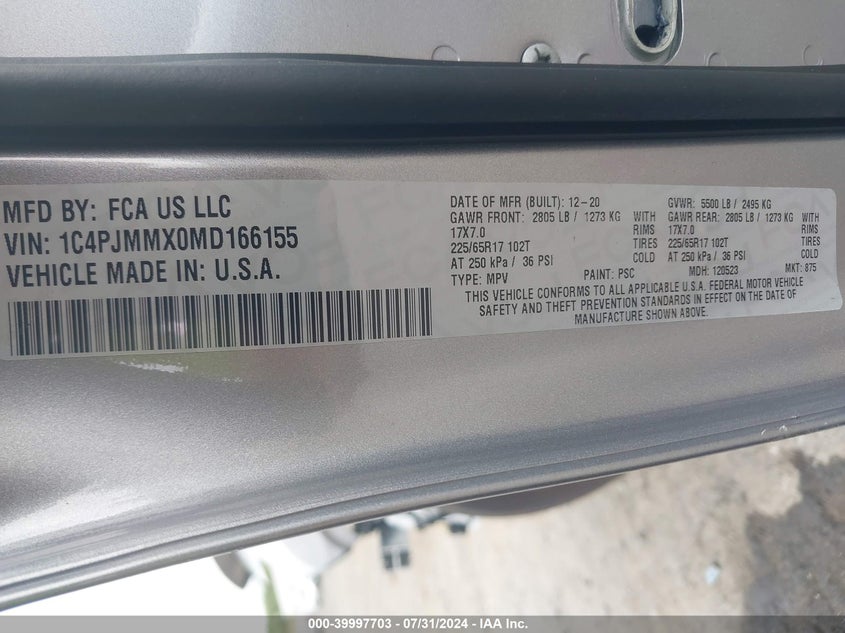 MFD BY: FCA US LLC
VIN: 1C4PJMMX0MD166155
VEHICLE MADE IN: U.S.A.
DATE OF MFR (BUILT): 12-20 GVWR: 5500 LB / 2495 KG
GAWR FRONT: 2805 LB / 1273 KG WITH GAWR REAR: 2805 LB / 1273 KG WITH
17X7.0 RIMS 17X7.0 RIMS
225/65R17 102T TIRES 225/65R17 102T TIRES
AT 250 kPa / 36 PSI COLD AT 250 kPa / 36 PSI COLD
TYPE: MPV PAINT: PSC MDH: 120523 MKT: 875
THIS VEHICLE CONFORMS TO ALL APPLICABLE U.S.A. FEDERAL MOTOR VEHICLE
SAFETY AND THEFT PREVENTION STANDARDS IN EFFECT ON THE DATE OF
MANUFACTURE SHOWN ABOVE.
000-39997703 - 07/31/2024 - IAA Inc.